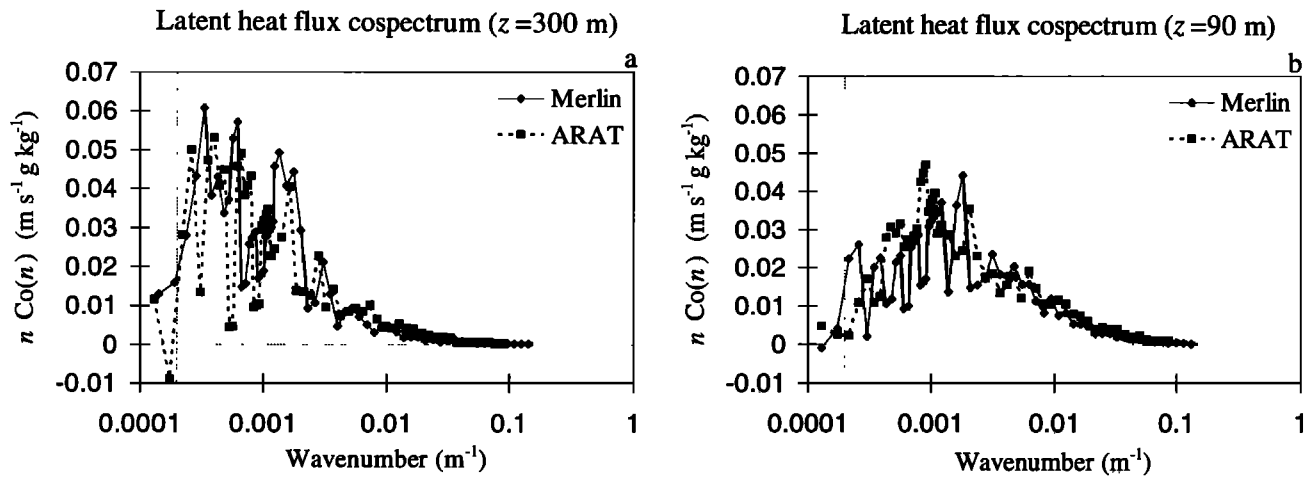 Latent heat flux cospectrum (z =300 m)
a
0.07
0.06
0.05
0.04
0.03
0.02
0.01
0
-0.01
n Co(n) (m s⁻¹ g kg⁻¹)
Merlin
ARAT
0.0001 0.001 0.01 0.1 1
Wavenumber (m⁻¹)
Latent heat flux cospectrum (z =90 m)
b
0.07
0.06
0.05
0.04
0.03
0.02
0.01
0
-0.01
n Co(n) (m s⁻¹ g kg⁻¹)
Merlin
ARAT
0.0001 0.001 0.01 0.1 1
Wavenumber (m⁻¹)